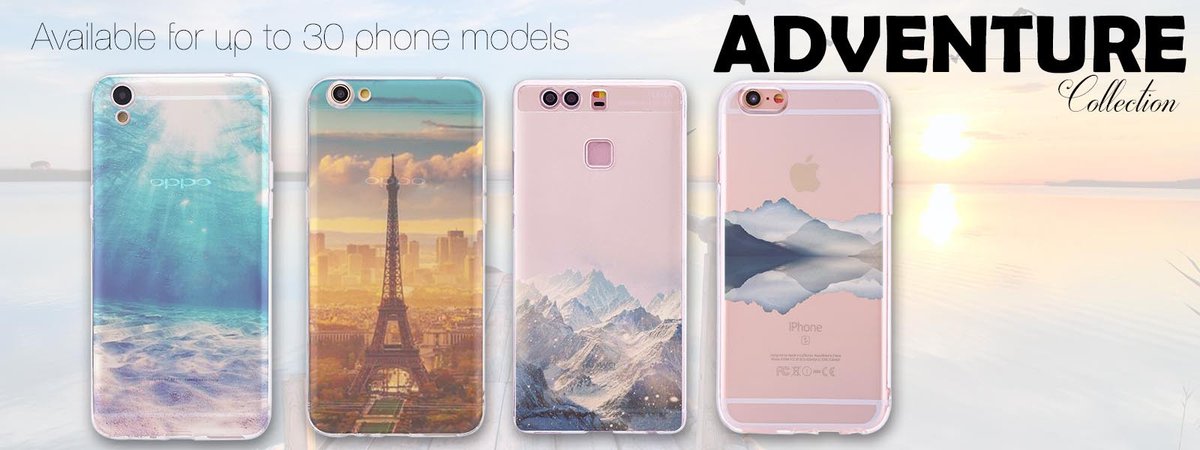 Available for up to 30 phone models
ADVENTURE
Collection
oppo
oppo
iPhone
S